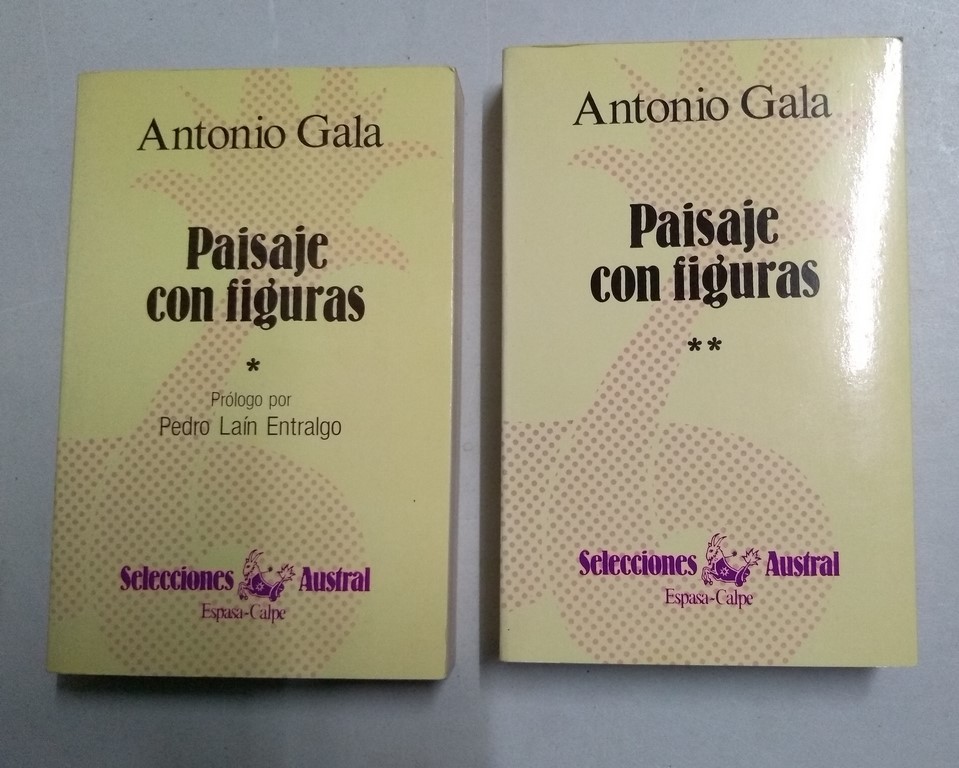 Antonio Gala
Paisaje
con figuras
*
Prólogo por
Pedro Laín Entralgo
Selecciones Austral
Espasa-Calpe
Antonio Gala
Paisaje
con figuras
**
Selecciones Austral
Espasa-Calpe